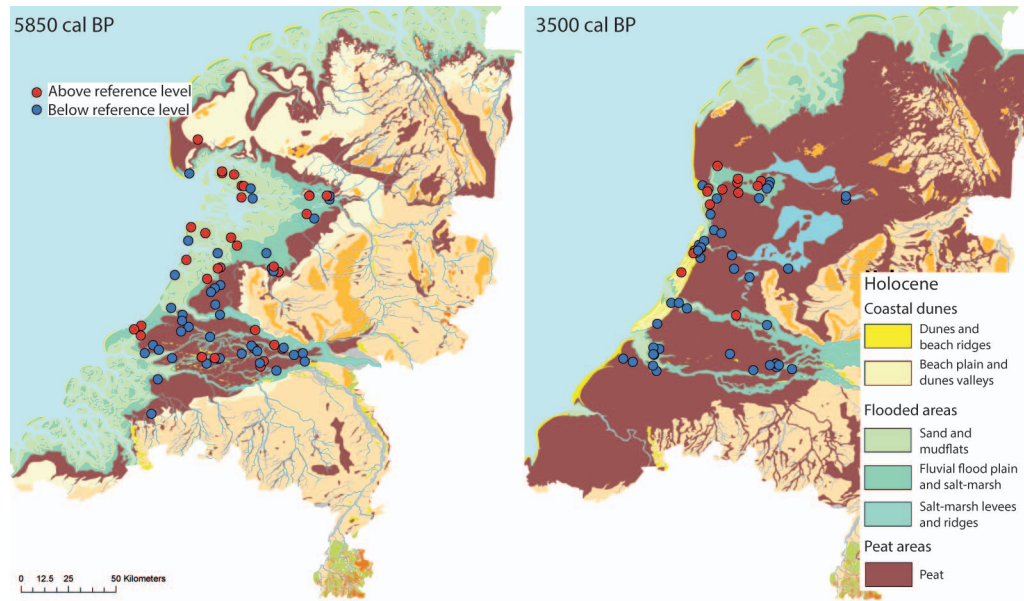 5850 cal BP
3500 cal BP
Above reference level
Below reference level
Holocene
Coastal dunes
Dunes and
beach ridges
Beach plain and
dunes valleys
Flooded areas
Sand and
mudflats
Fluvial flood plain
and salt-marsh
Salt-marsh levees
and ridges
Peat areas
Peat
0 12.5 25 50 Kilometers